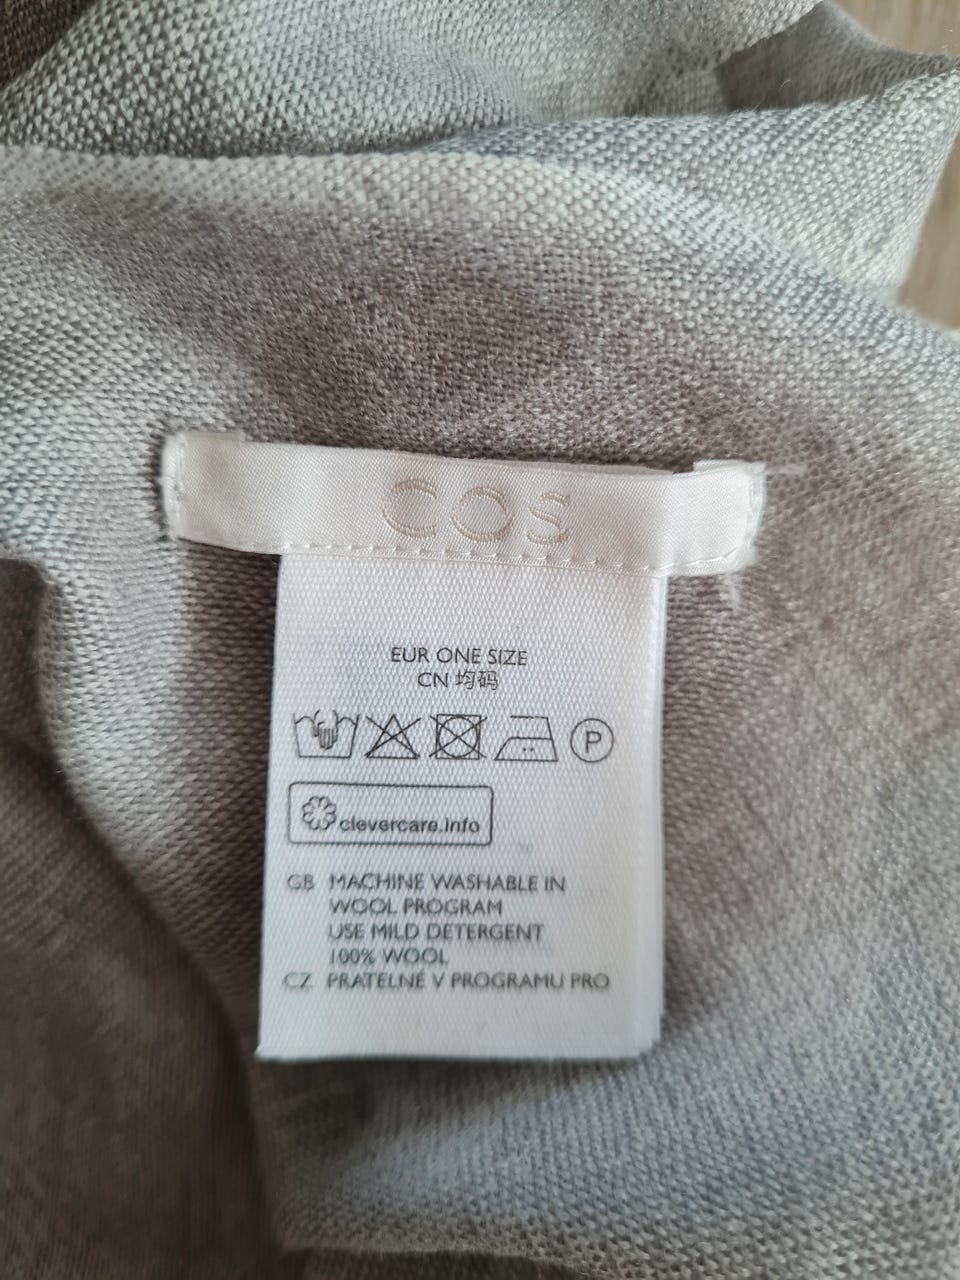 COS
EUR ONE SIZE
CN 均码
P
clevercare.info
GB MACHINE WASHABLE IN
WOOL PROGRAM
USE MILD DETERGENT
100% WOOL
CZ PRATELNÉ V PROGRAMU PRO